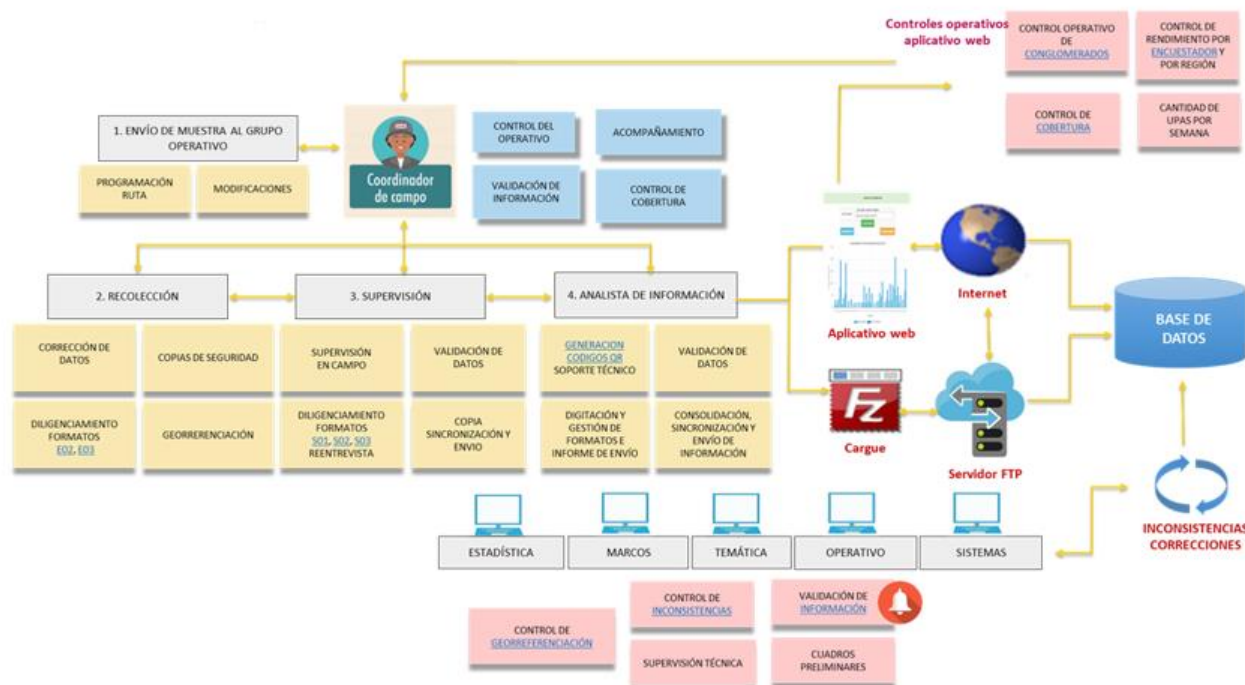 Controles operativos
aplicativo web
CONTROL OPERATIVO
DE
CONGLOMERADOS
CONTROL DE
RENDIMIENTO POR
ENCUESTADOR Y
POR REGIÓN
CONTROL DE
COBERTURA
CANTIDAD DE
UPAS POR
SEMANA
1. ENVÍO DE MUESTRA AL GRUPO
OPERATIVO
PROGRAMACIÓN
RUTA
MODIFICACIONES
Coordinador
de campo
CONTROL DEL
OPERATIVO
ACOMPAÑAMIENTO
VALIDACIÓN DE
INFORMACIÓN
CONTROL DE
COBERTURA
2. RECOLECCIÓN
3. SUPERVISIÓN
4. ANALISTA DE INFORMACIÓN
CORRECCIÓN DE
DATOS
COPIAS DE SEGURIDAD
SUPERVISIÓN
EN CAMPO
VALIDACIÓN DE
DATOS
GENERACION
CODIGOS QR
SOPORTE TÉCNICO
VALIDACIÓN DE
DATOS
DILIGENCIAMIENTO
FORMATOS
E02, E03
GEORRERENCIACIÓN
DILIGENCIAMIENTO
FORMATOS
S01, S02, S03
REENTREVISTA
COPIA
SINCRONIZACIÓN Y
ENVIO
DIGITACIÓN Y
GESTIÓN DE
FORMATOS E
INFORME DE ENVÍO
CONSOLIDACIÓN,
SINCRONIZACIÓN Y
ENVÍO DE
INFORMACIÓN
Aplicativo web
Internet
FZ
Cargue
Servidor FTP
BASE DE
DATOS
INCONSISTENCIAS
CORRECCIONES
ESTADÍSTICA
MARCOS
TEMÁTICA
OPERATIVO
SISTEMAS
CONTROL DE
GEORREFERENCIACIÓN
CONTROL DE
INCONSISTENCIAS
VALIDACIÓN DE
INFORMACIÓN
SUPERVISIÓN TÉCNICA
CUADROS
PRELIMINARES